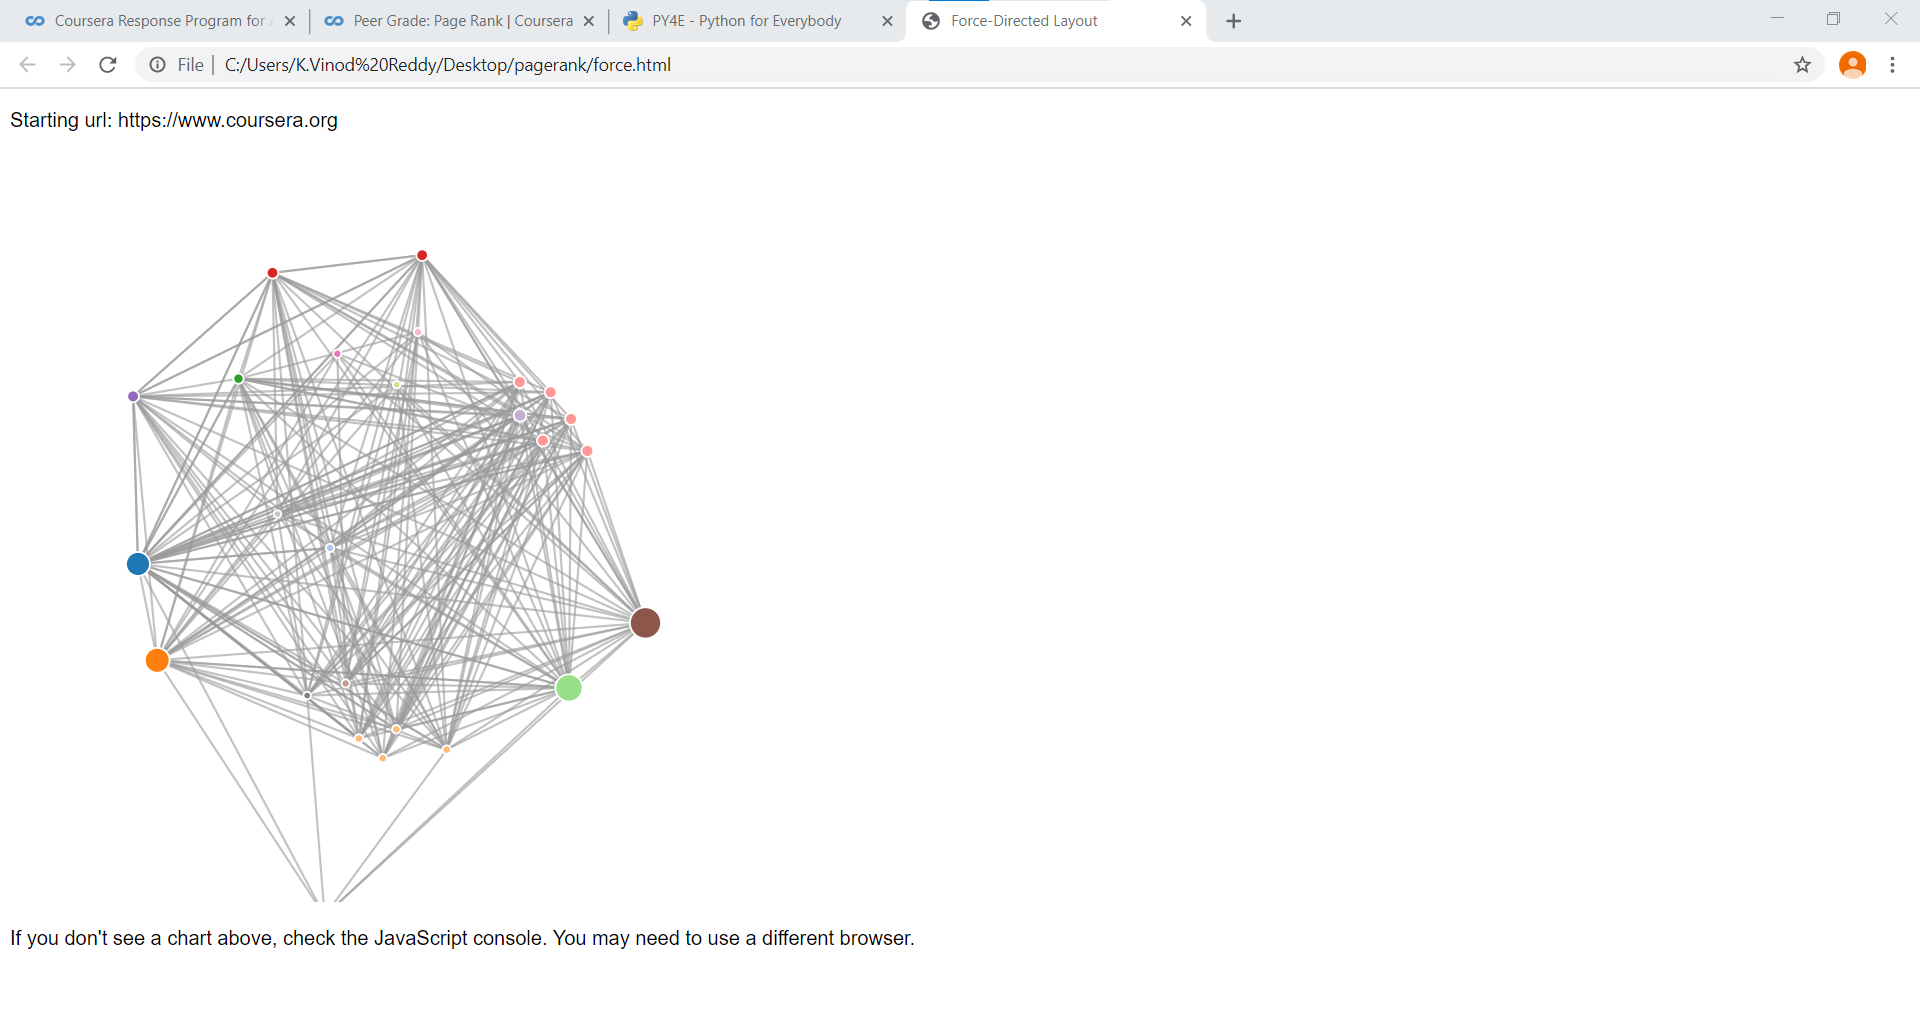 Coursera Response Program for
Peer Grade: Page Rank | Coursera
PY4E - Python for Everybody
Force-Directed Layout
File | C:/Users/K.Vinod%20Reddy/Desktop/pagerank/force.html
Starting url: https://www.coursera.org
If you don't see a chart above, check the JavaScript console. You may need to use a different browser.